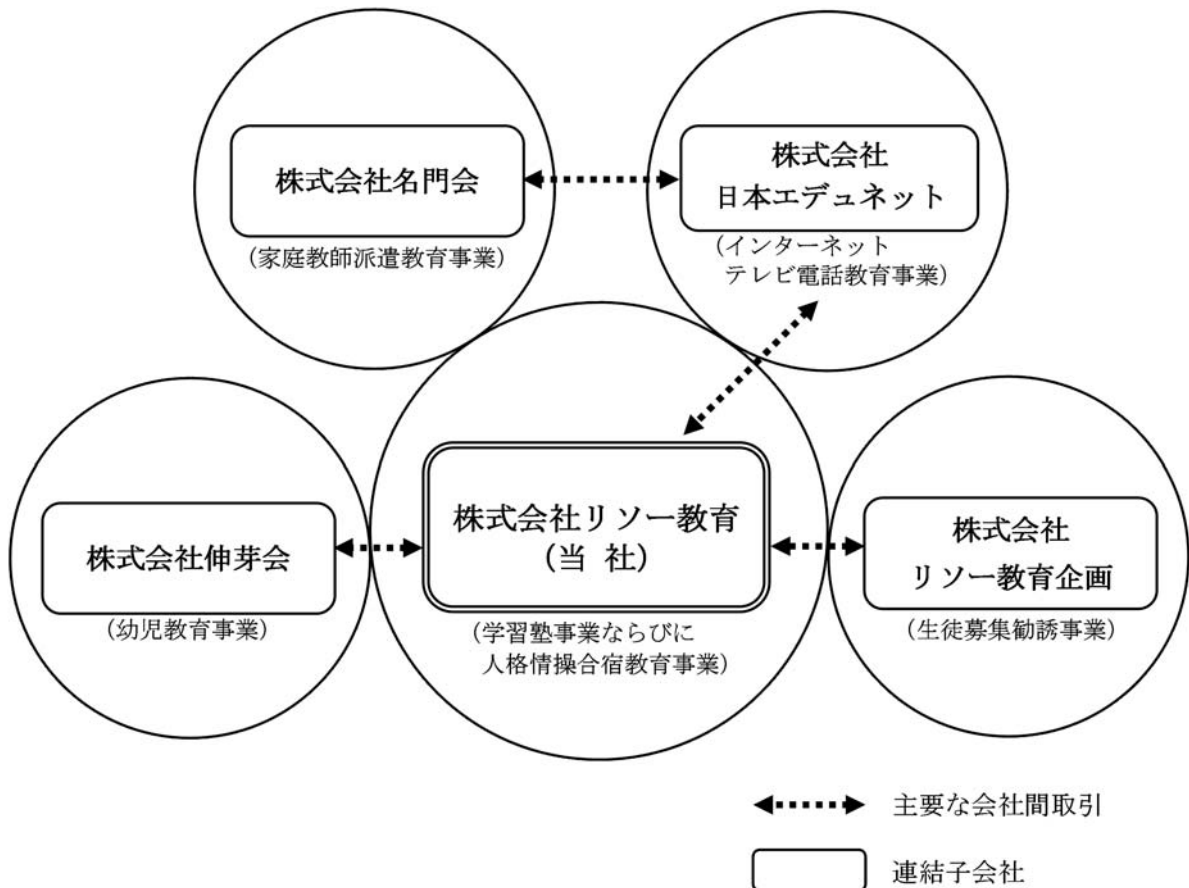 株式会社名門会
(家庭教師派遣教育事業)
株式会社
日本エデュネット
(インターネット
テレビ電話教育事業)
株式会社伸芽会
(幼児教育事業)
株式会社リソー教育
(当 社)
(学習塾事業ならびに
人格情操合宿教育事業)
株式会社
リソー教育企画
(生徒募集勧誘事業)
主要な会社間取引
連結子会社